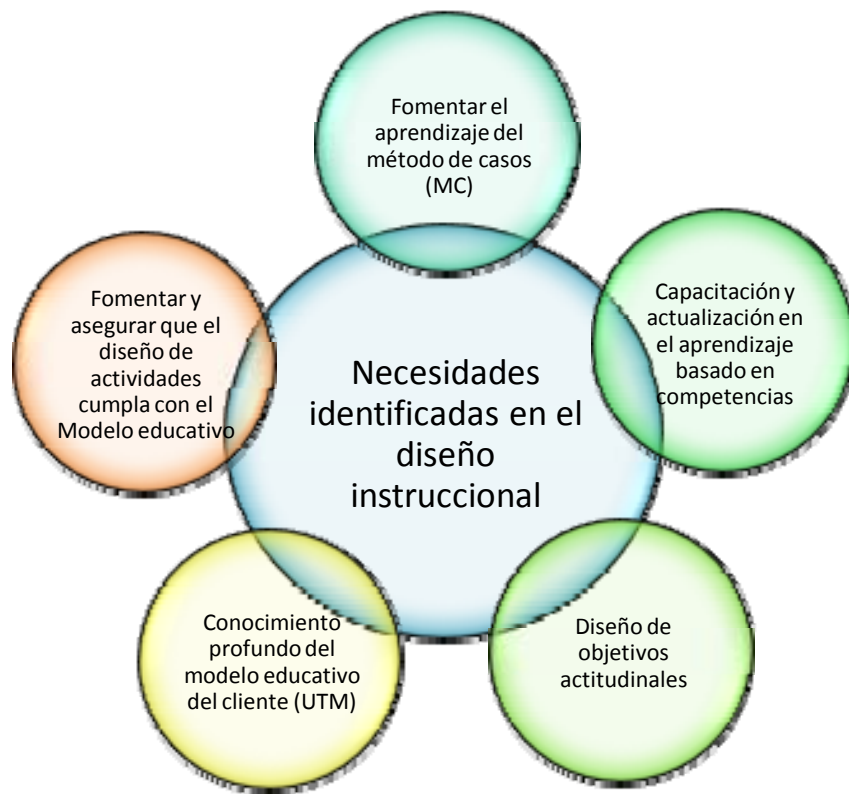 Fomentar el
aprendizaje del
método de casos
(MC)
Capacitación y
actualización en
el aprendizaje
basado en
competencias
Diseño de
objetivos
actitudinales
Conocimiento
profundo del
modelo educativo
del cliente (UTM)
Fomentar y
asegurar que el
diseño de
actividades
cumpla con el
Modelo educativo
Necesidades
identificadas en el
diseño
instruccional